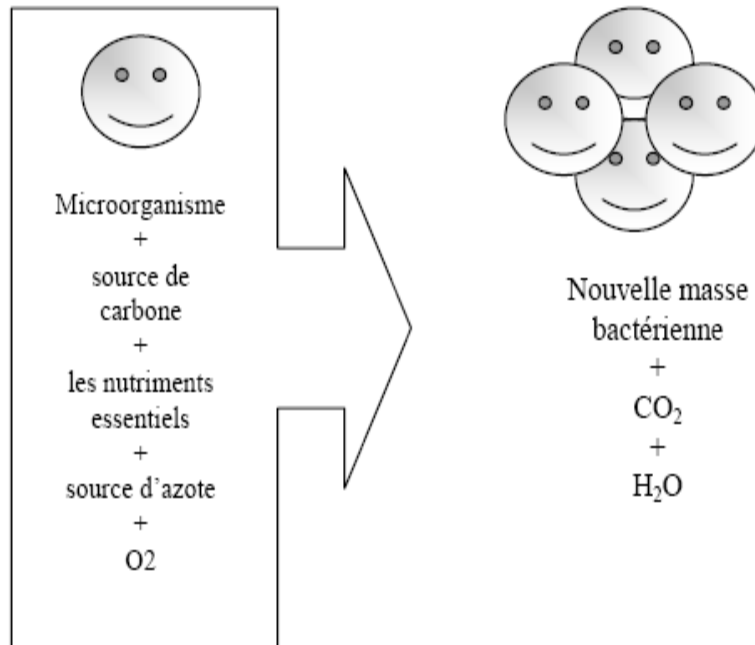 Microorganisme
+
source de
carbone
+
les nutriments
essentiels
+
source d'azote
+
O2
Nouvelle masse
bactérienne
+
CO₂
+
H₂O